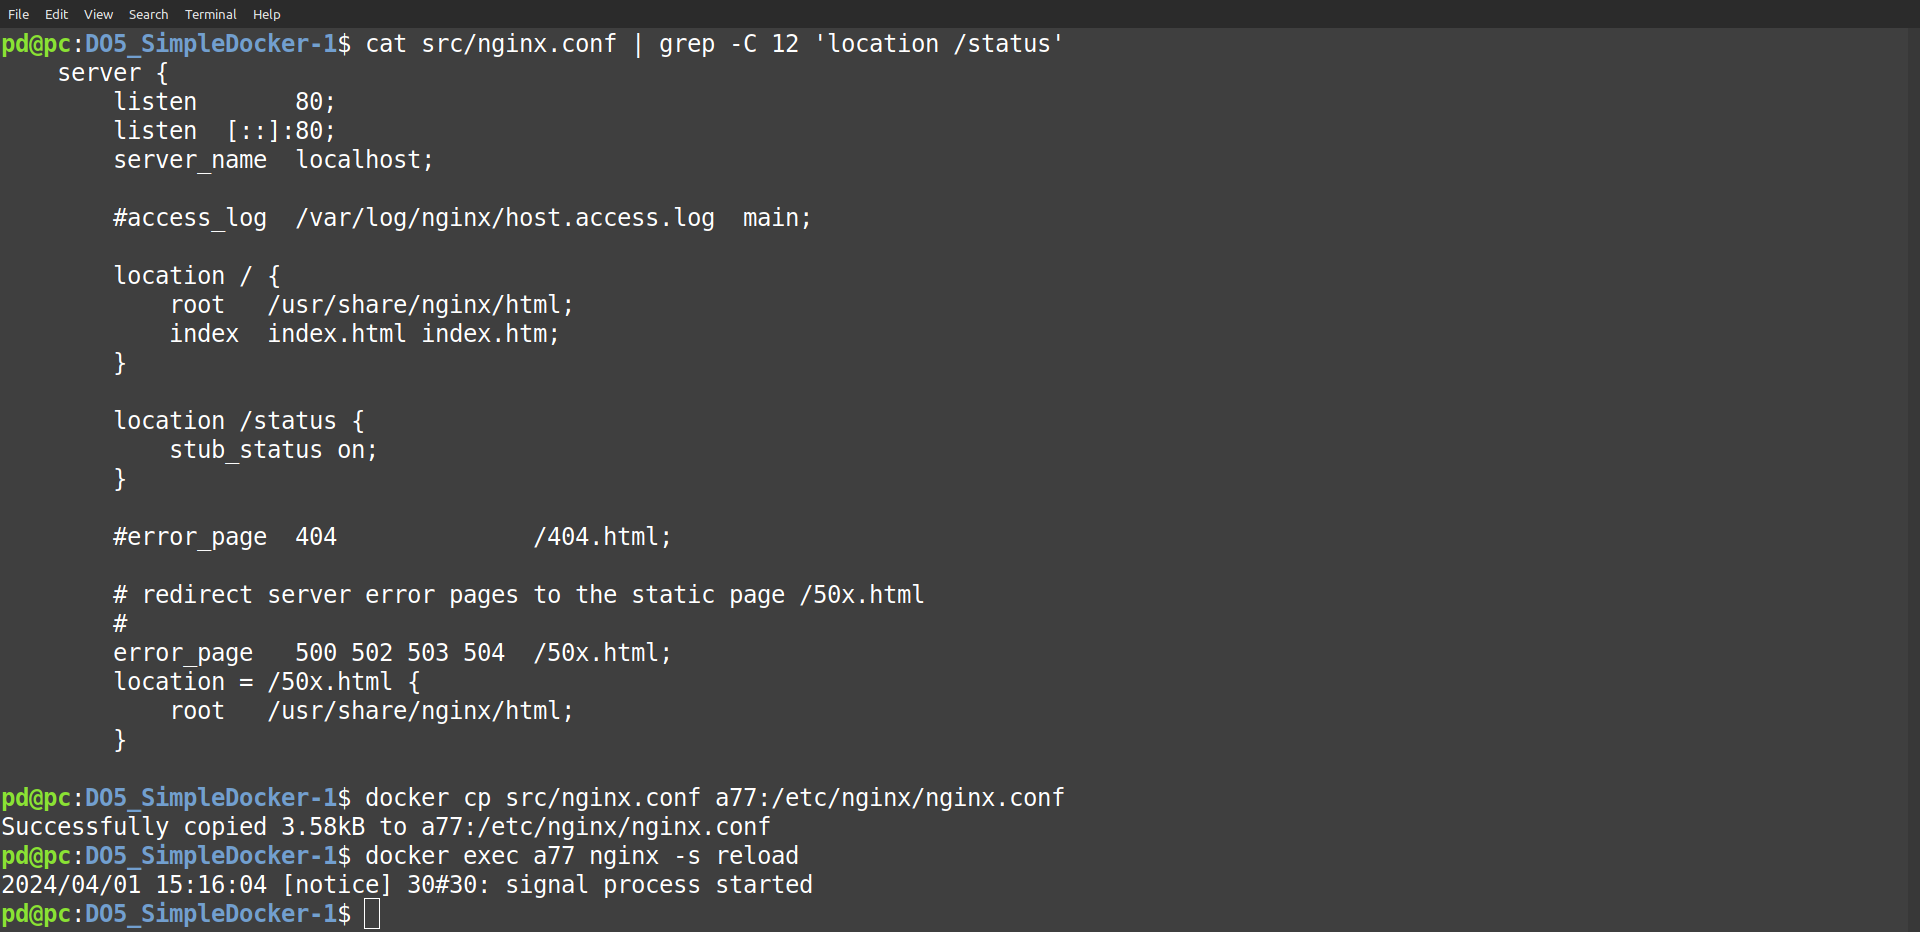 File Edit View Search Terminal Help
pd@pc:DO5_SimpleDocker-1$ cat src/nginx.conf | grep -C 12 'location /status'
    server {
        listen       80;
        listen  [::]:80;
        server_name  localhost;

        #access_log  /var/log/nginx/host.access.log  main;

        location / {
            root   /usr/share/nginx/html;
            index  index.html index.htm;
        }

        location /status {
            stub_status on;
        }

        #error_page  404              /404.html;

        # redirect server error pages to the static page /50x.html
        #
        error_page   500 502 503 504  /50x.html;
        location = /50x.html {
            root   /usr/share/nginx/html;
        }

pd@pc:DO5_SimpleDocker-1$ docker cp src/nginx.conf a77:/etc/nginx/nginx.conf
Successfully copied 3.58kB to a77:/etc/nginx/nginx.conf
pd@pc:DO5_SimpleDocker-1$ docker exec a77 nginx -s reload
2024/04/01 15:16:04 [notice] 30#30: signal process started
pd@pc:DO5_SimpleDocker-1$